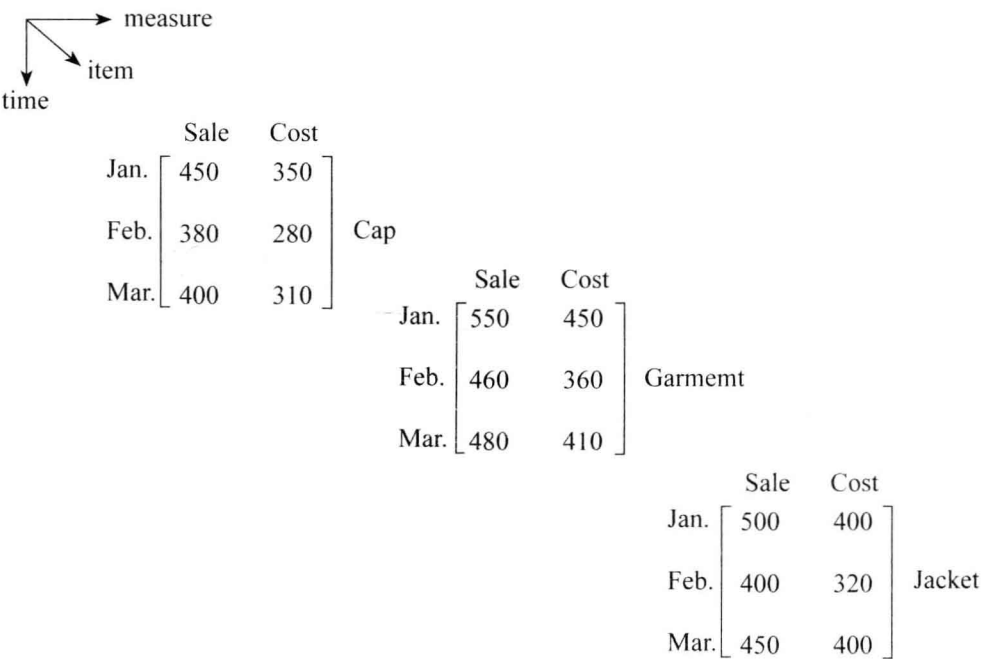 measure
item
time
Sale Cost
Jan. 450 350
Feb. 380 280 Cap
Mar. 400 310
Sale Cost
Jan. 550 450
Feb. 460 360 Garmemt
Mar. 480 410
Sale Cost
Jan. 500 400
Feb. 400 320 Jacket
Mar. 450 400